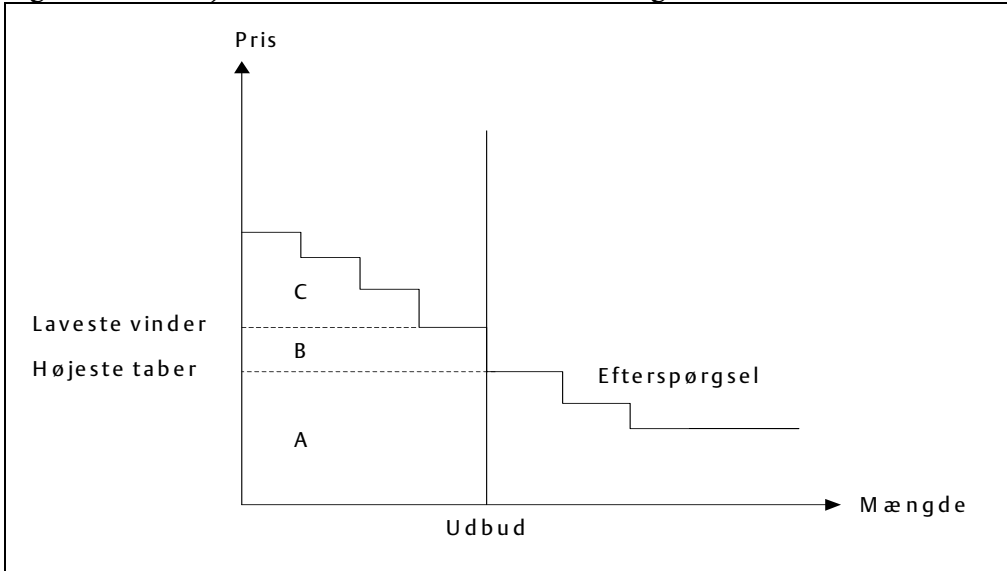 Pris
C
Laveste vinder
B
Højeste taber
Efterspørgsel
A
Mængde
Udbud